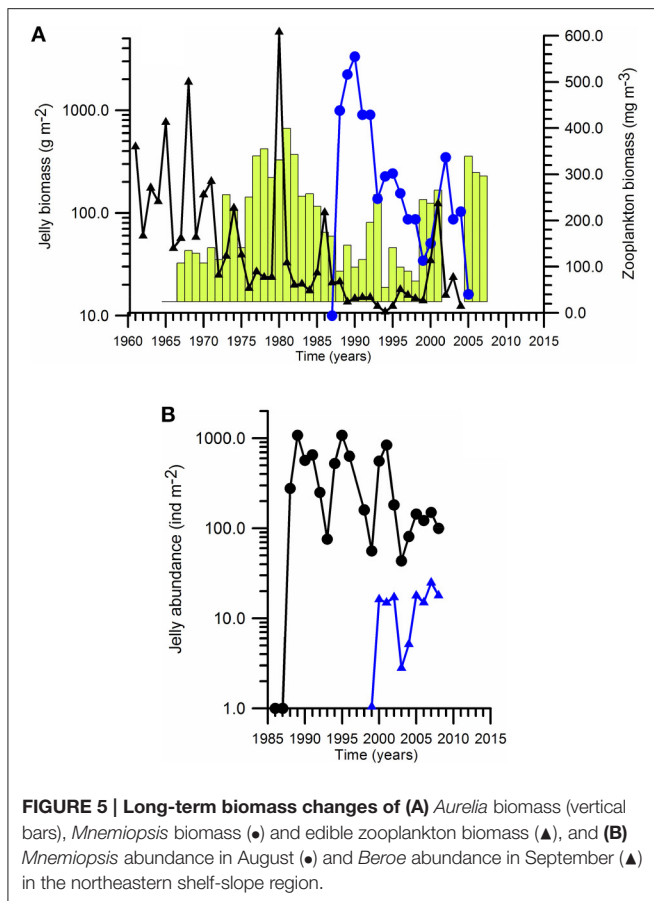 A
Jelly biomass (g m-2)
1000.0
100.0
10.0
600.0
500.0
400.0
300.0
200.0
100.0
0.0
Zooplankton biomass (mg m-3)
1960 1965 1970 1975 1980 1985 1990 1995 2000 2005 2010 2015
Time (years)
B
Jelly abundance (ind m-2)
1000.0
100.0
10.0
1.0
1985 1990 1995 2000 2005 2010 2015
Time (years)
FIGURE 5 | Long-term biomass changes of (A) Aurelia biomass (vertical
bars), Mnemiopsis biomass (●) and edible zooplankton biomass (▲), and (B)
Mnemiopsis abundance in August (●) and Beroe abundance in September (▲)
in the northeastern shelf-slope region.